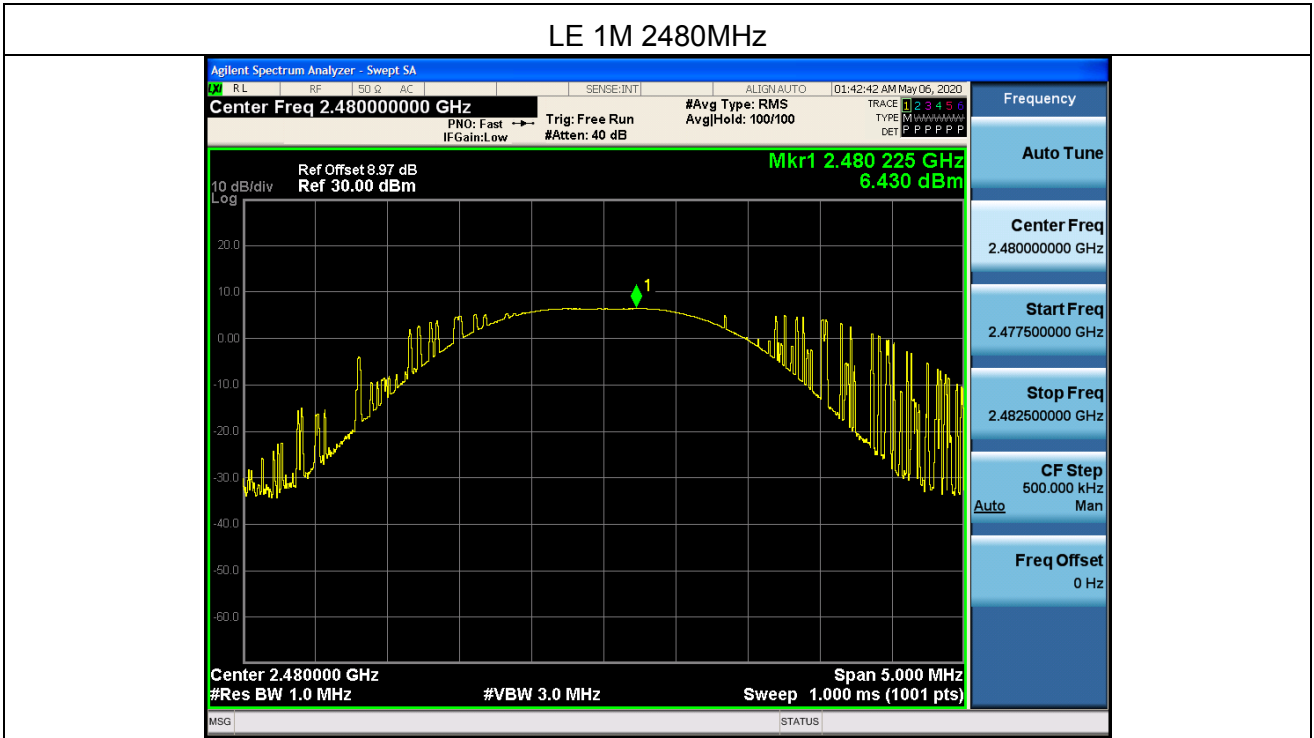 LE 1M 2480MHz
Agilent Spectrum Analyzer - Swept SA
LXI RL RF 50 Ω AC SENSE:INT ALIGN AUTO 01:42:42 AM May 06, 2020
Center Freq 2.480000000 GHz
PNO: Fast
IFGain:Low
Trig: Free Run
#Atten: 40 dB
#Avg Type: RMS
Avg|Hold: 100/100
TRACE 1 2 3 4 5 6
TYPE M W W W W W
DET P P P P P P
Mkr1 2.480 225 GHz
6.430 dBm
Ref Offset 8.97 dB
10 dB/div Ref 30.00 dBm
Log
20.0
10.0
0.00
-10.0
-20.0
-30.0
-40.0
-50.0
-60.0
1
Center 2.480000 GHz Span 5.000 MHz
#Res BW 1.0 MHz #VBW 3.0 MHz Sweep 1.000 ms (1001 pts)
MSG STATUS
Frequency
Auto Tune
Center Freq
2.480000000 GHz
Start Freq
2.477500000 GHz
Stop Freq
2.482500000 GHz
CF Step
500.000 kHz
Auto Man
Freq Offset
0 Hz